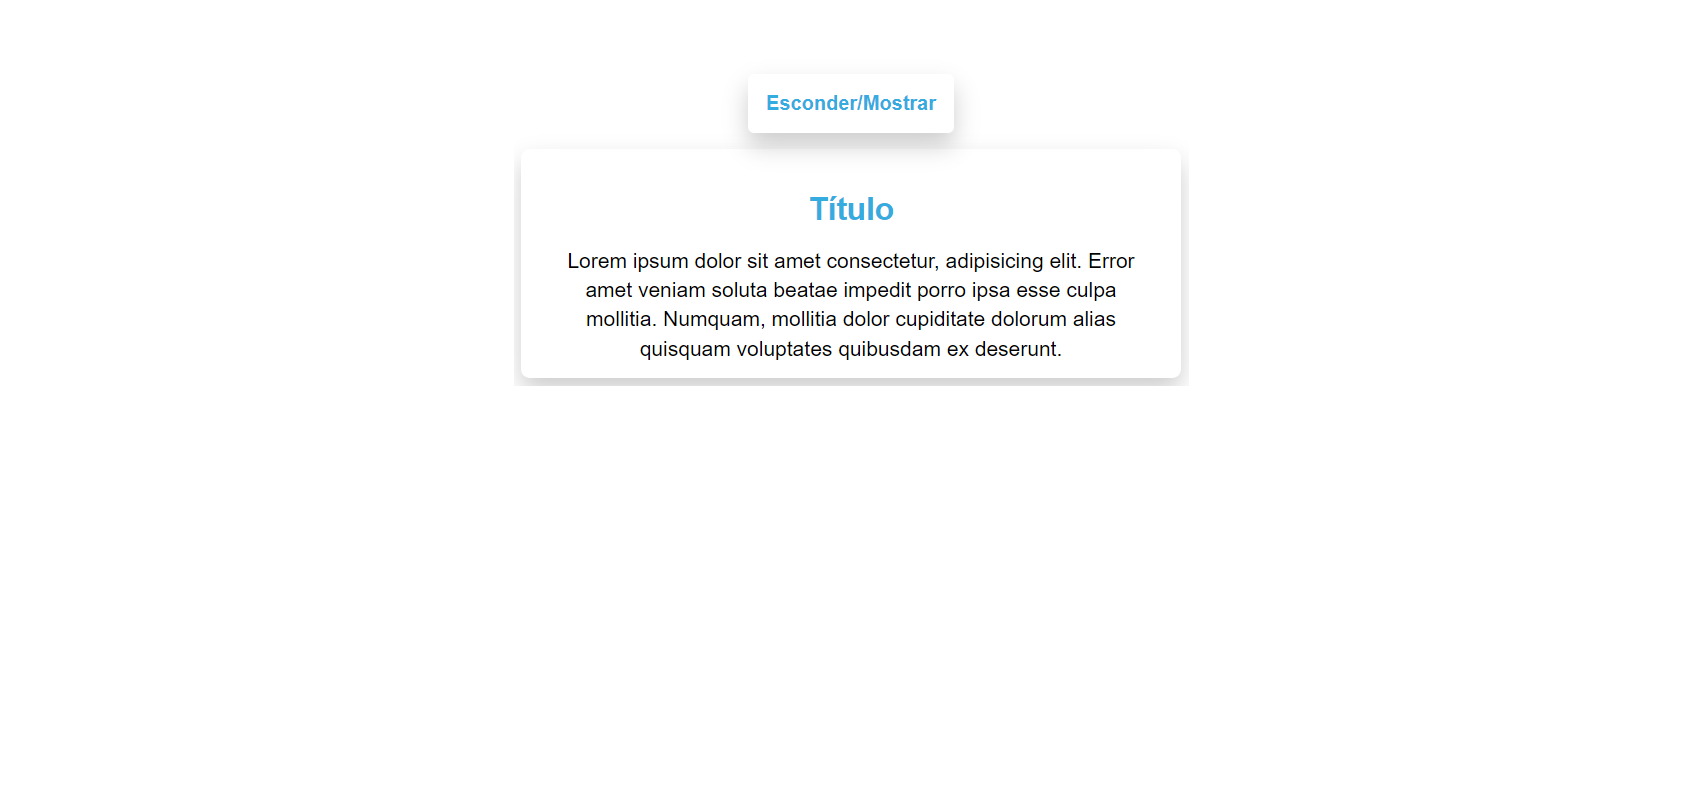 Esconder/Mostrar
Título
Lorem ipsum dolor sit amet consectetur, adipisicing elit. Error
amet veniam soluta beatae impedit porro ipsa esse culpa
mollitia. Numquam, mollitia dolor cupiditate dolorum alias
quisquam voluptates quibusdam ex deserunt.